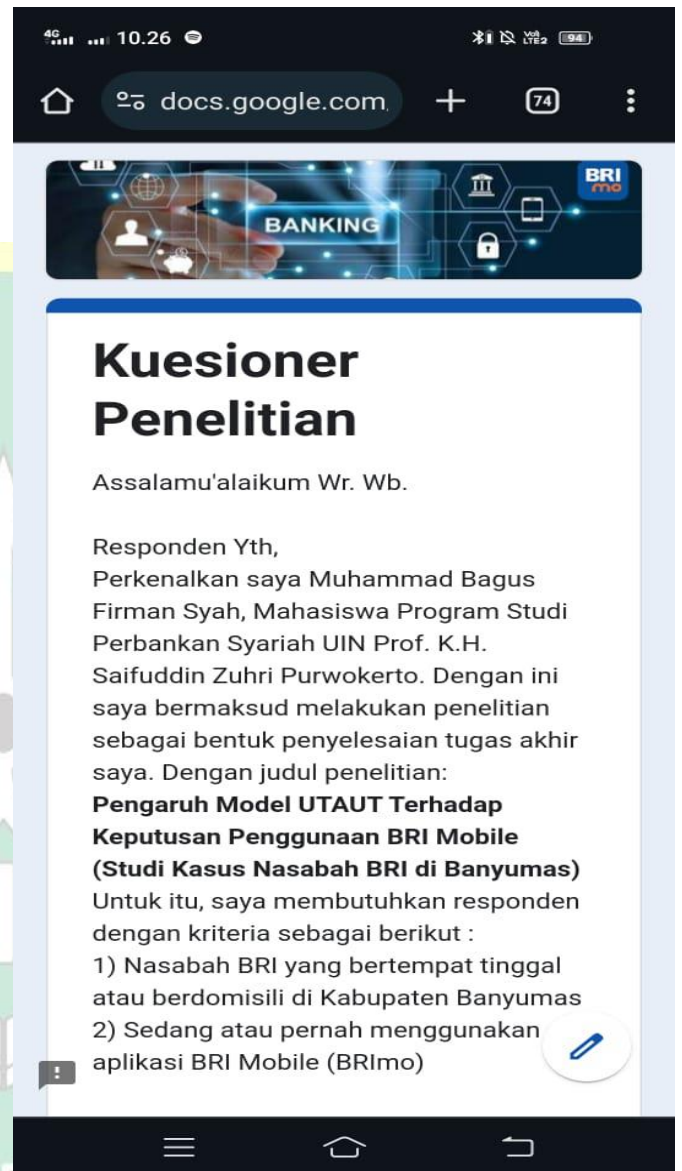 4G 10.26 VoB LTE2 94
docs.google.com 74
BRI
mo
BANKING
Kuesioner
Penelitian
Assalamu'alaikum Wr. Wb.
Responden Yth,
Perkenalkan saya Muhammad Bagus
Firman Syah, Mahasiswa Program Studi
Perbankan Syariah UIN Prof. K.H.
Saifuddin Zuhri Purwokerto. Dengan ini
saya bermaksud melakukan penelitian
sebagai bentuk penyelesaian tugas akhir
saya. Dengan judul penelitian:
Pengaruh Model UTAUT Terhadap
Keputusan Penggunaan BRI Mobile
(Studi Kasus Nasabah BRI di Banyumas)
Untuk itu, saya membutuhkan responden
dengan kriteria sebagai berikut :
1) Nasabah BRI yang bertempat tinggal
atau berdomisili di Kabupaten Banyumas
2) Sedang atau pernah menggunakan
aplikasi BRI Mobile (BRImo)